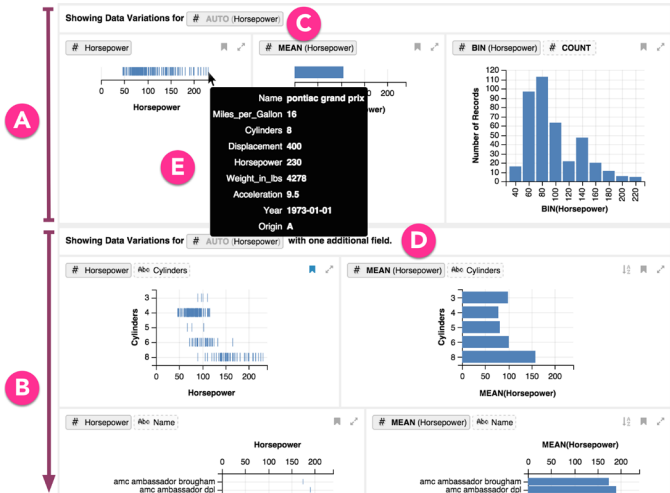 Showing Data Variations for # AUTO (Horsepower)
C
A
# Horsepower
0 50 100 150 200
Horsepower
# MEAN (Horsepower)
200
wer)
# BIN (Horsepower) # COUNT
Number of Records
120
110
100
90
80
70
60
50
40
30
20
10
0
40 60 80 100 120 140 160 180 200 220
BIN(Horsepower)
E
Name pontiac grand prix
Miles_per_Gallon 16
Cylinders 8
Displacement 400
Horsepower 230
Weight_in_lbs 4278
Acceleration 9.5
Year 1973-01-01
Origin A
Showing Data Variations for # AUTO (Horsepower) with one additional field.
D
B
# Horsepower Abc Cylinders
Cylinders
3
4
5
6
8
0 50 100 150 200
Horsepower
# MEAN (Horsepower) Abc Cylinders
Cylinders
3
4
5
6
8
0 50 100 150 200
MEAN(Horsepower)
# Horsepower Abc Name
Horsepower
0 50 100 150 200
amc ambassador brougham
amc ambassador dpl
# MEAN (Horsepower) Abc Name
MEAN(Horsepower)
0 50 100 150 200
amc ambassador brougham
amc ambassador dpl